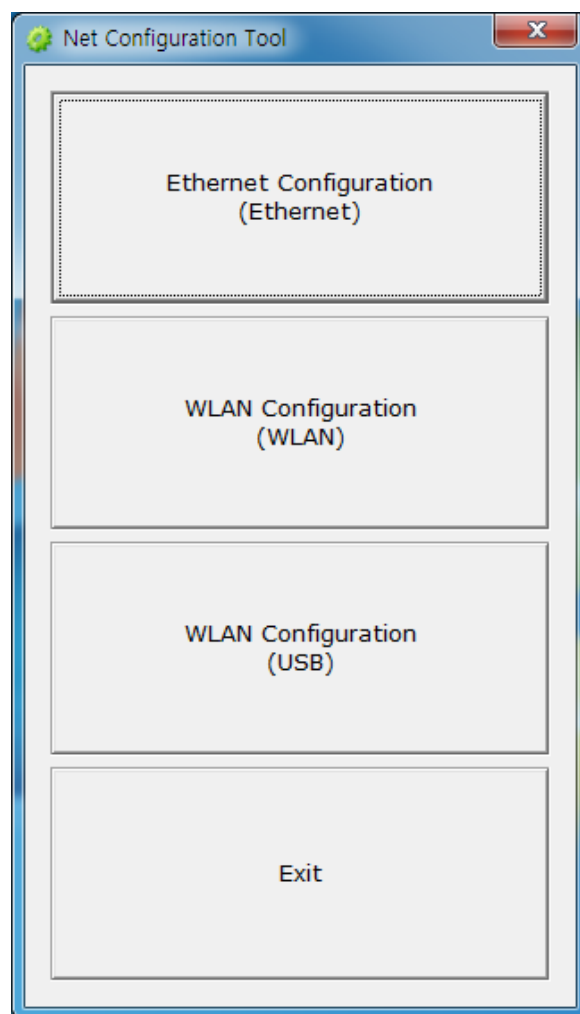 Net Configuration Tool
Ethernet Configuration
(Ethernet)
WLAN Configuration
(WLAN)
WLAN Configuration
(USB)
Exit